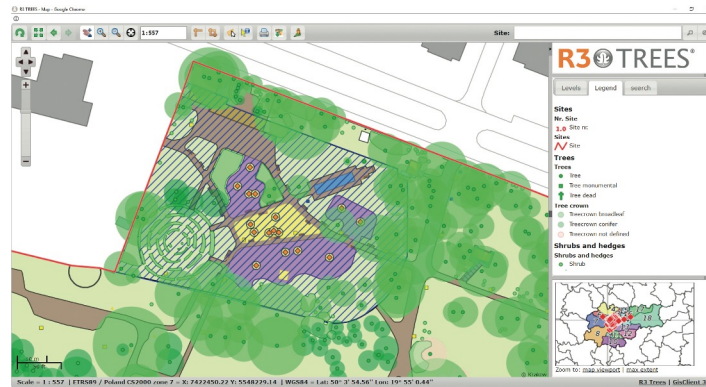 R3 TREES - Map - Google Chrome
1:557
Site:
R3 TREES®
Levels
Legend
search
Sites
Nr. Site
1.0 Site nr.
Sites
Site
Trees
Trees
Tree
Tree monumental
Tree dead
Tree crown
Treecrown broadleaf
Treecrown conifer
Treecrown not defined
Shrubs and hedges
Shrubs and hedges
Shrub
18
8
Zoom to: map viewport | max extent
Scale = 1 : 557 | ETRS89 / Poland CS2000 zone 7 = X: 7422450.22 Y: 5548229.14 | WGS84 = Lat: 50° 3' 54.56" Lon: 19° 55' 0.44"
R3 Trees | GisClient 3